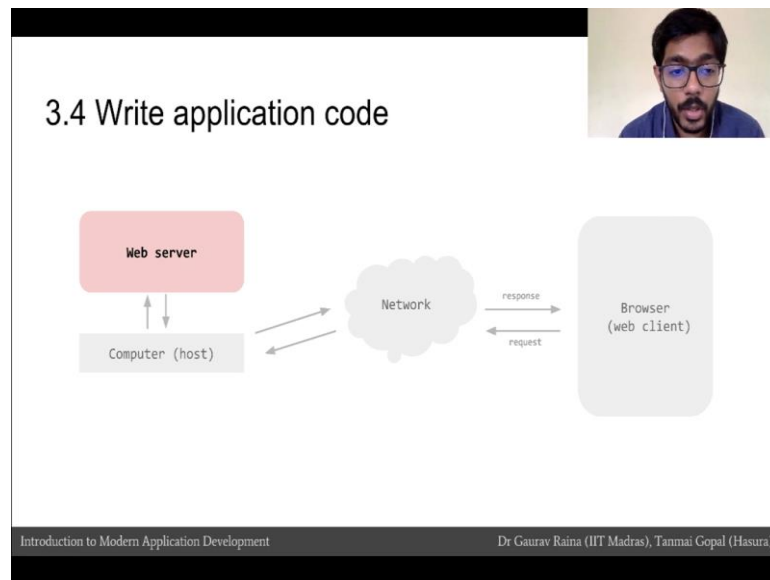 3.4 Write application code
Web server
Computer (host)
Network
response
request
Browser
(web client)
Introduction to Modern Application Development
Dr Gaurav Raina (IIT Madras), Tanmai Gopal (Hasura